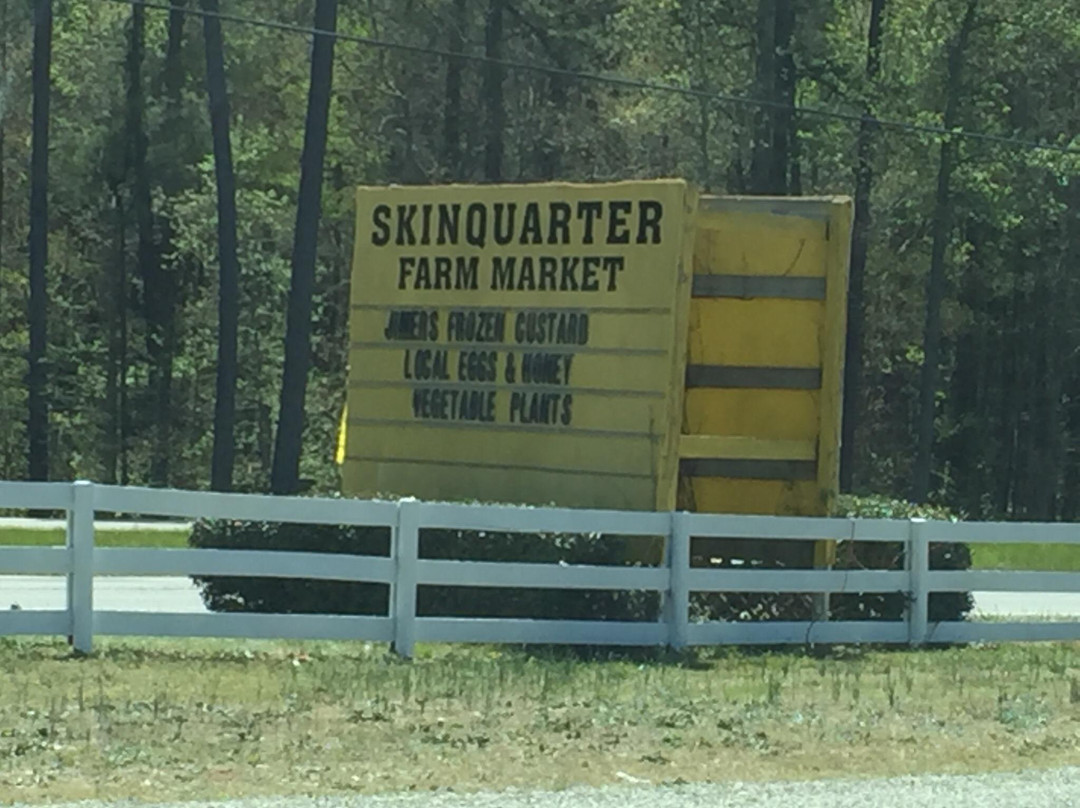 SKINQUARTER
FARM MARKET
FROZEN CUSTARD
LOCAL EGGS & HONEY
VEGETABLE PLANTS